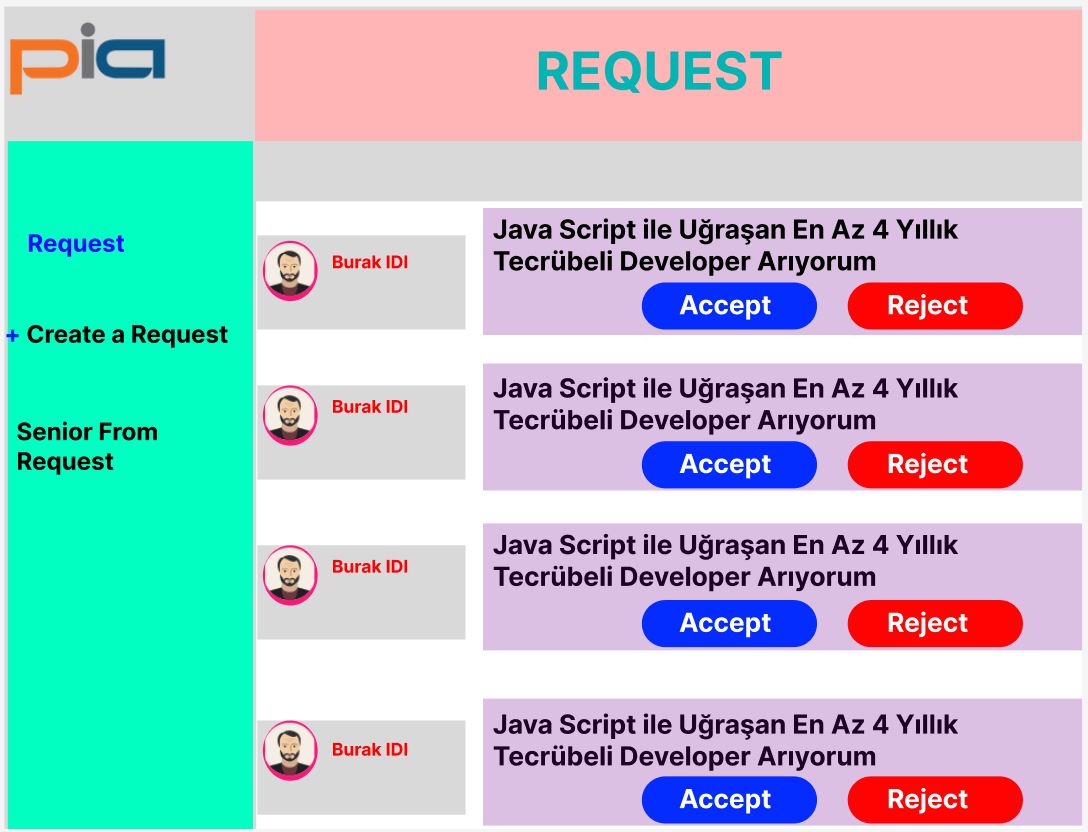 pia
REQUEST
Request
+ Create a Request
Senior From
Request
Burak IDI
Java Script ile Uğraşan En Az 4 Yıllık
Tecrübeli Developer Arıyorum
Accept
Reject
Burak IDI
Java Script ile Uğraşan En Az 4 Yıllık
Tecrübeli Developer Arıyorum
Accept
Reject
Burak IDI
Java Script ile Uğraşan En Az 4 Yıllık
Tecrübeli Developer Arıyorum
Accept
Reject
Burak IDI
Java Script ile Uğraşan En Az 4 Yıllık
Tecrübeli Developer Arıyorum
Accept
Reject